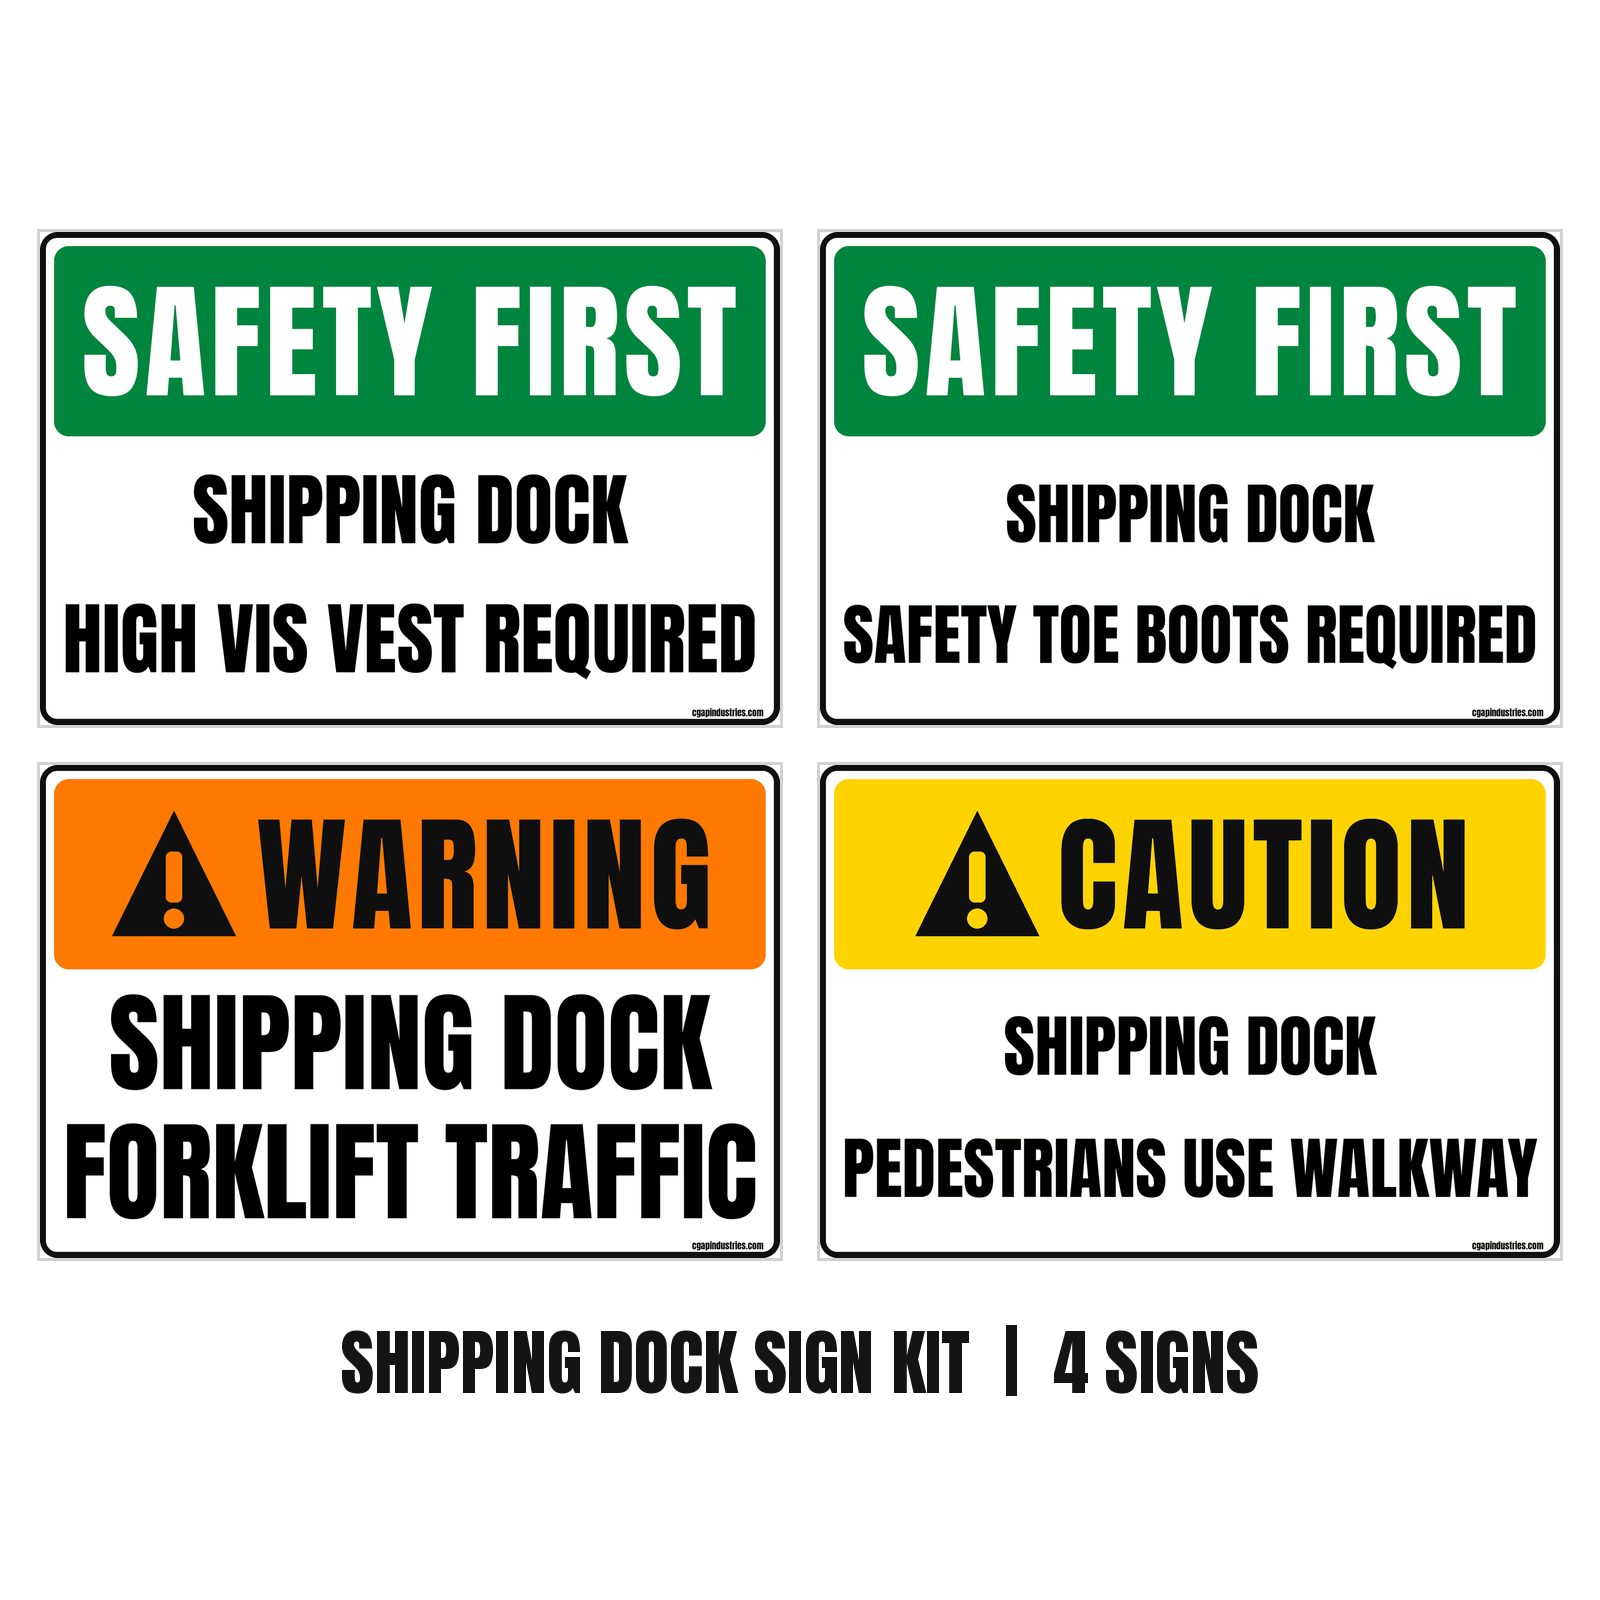 SAFETY FIRST
SHIPPING DOCK
HIGH VIS VEST REQUIRED
cgapindustries.com
SAFETY FIRST
SHIPPING DOCK
SAFETY TOE BOOTS REQUIRED
cgapindustries.com
WARNING
SHIPPING DOCK
FORKLIFT TRAFFIC
cgapindustries.com
CAUTION
SHIPPING DOCK
PEDESTRIANS USE WALKWAY
cgapindustries.com
SHIPPING DOCK SIGN KIT | 4 SIGNS